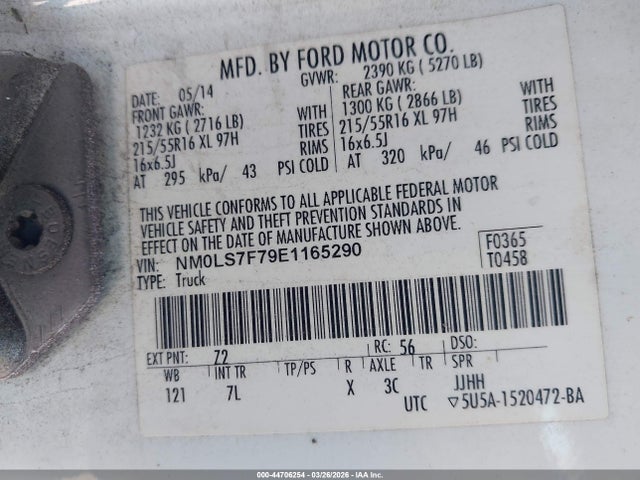 MFD. BY FORD MOTOR CO.
DATE: 05/14 GVWR: 2390 KG ( 5270 LB)
FRONT GAWR: REAR GAWR:
1232 KG ( 2716 LB) WITH 1300 KG ( 2866 LB) WITH
215/55R16 XL 97H TIRES 215/55R16 XL 97H TIRES
16x6.5J RIMS 16x6.5J RIMS
AT 295 kPa/ 43 PSI COLD AT 320 kPa/ 46 PSI COLD
THIS VEHICLE CONFORMS TO ALL APPLICABLE FEDERAL MOTOR
VEHICLE SAFETY AND THEFT PREVENTION STANDARDS IN
EFFECT ON THE DATE OF MANUFACTURE SHOWN ABOVE.
VIN: NM0LS7F79E1165290 F0365
TYPE: Truck T0458
EXT PNT: Z2 RC: 56 DSO:
WB INT TR TP/PS R AXLE TR SPR
121 7L X 3C JJHH
UTC ▽5U5A-1520472-BA
000-44706254 | 03/26/2026 | IAA Inc.